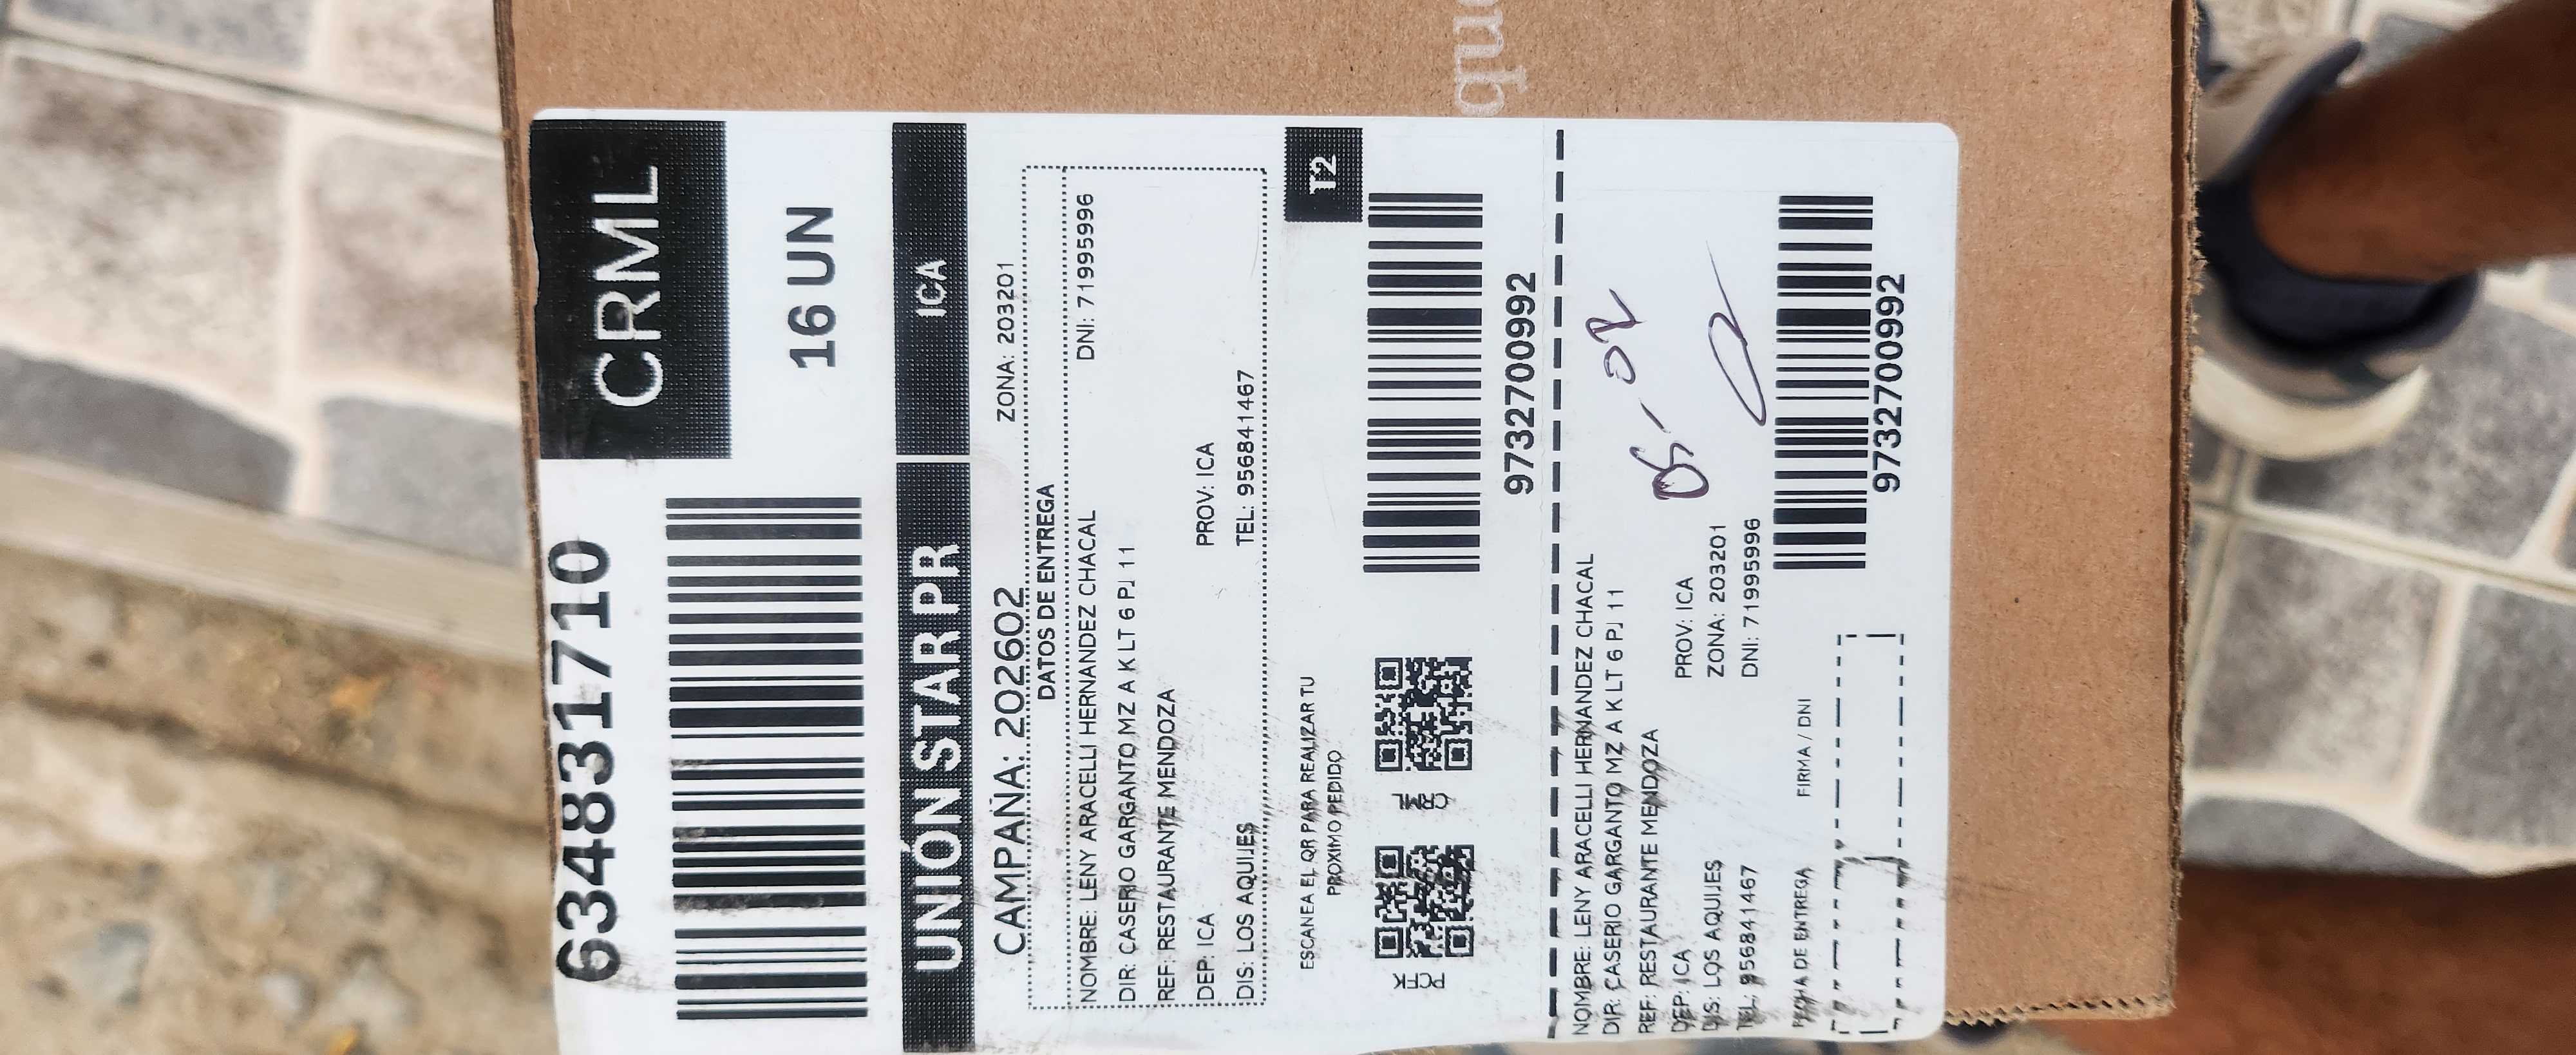 6348831710
CRML
16 UN
UNIÓN STAR PR
ICA
CAMPAÑA: 202602
ZONA: 203201
DATOS DE ENTREGA
NOMBRE: LENY ARACELLI HERNANDEZ CHACAL
DNI: 71995996
DIR: CASERIO GARGANTO MZ A K LT 6 PJ 11
REF: RESTAURANTE MENDOZA
DEP: ICA
PROV: ICA
DIS: LOS AQUIJES
TEL: 956841467
T2
ESCANEA EL QR PARA REALIZAR TU
PROXIMO PEDIDO
PCFK
CRML
9732700992
NOMBRE: LENY ARACELLI HERNANDEZ CHACAL
DIR: CASERIO GARGANTO MZ A K LT 6 PJ 11
REF: RESTAURANTE MENDOZA
DEP: ICA
PROV: ICA
DIS: LOS AQUIJES
ZONA: 203201
TEL: 956841467
DNI: 71995996
FECHA DE ENTREGA
FIRMA / DNI
9732700992